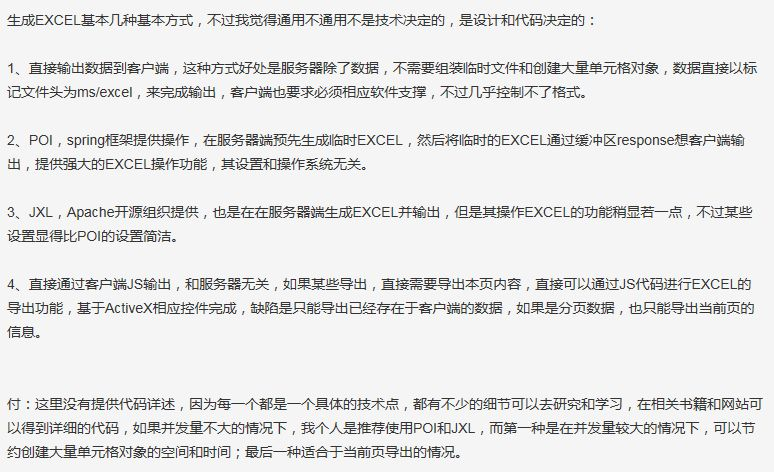 生成EXCEL基本几种基本方式，不过我觉得通用不通用不是技术决定的，是设计和代码决定的：
1、直接输出数据到客户端，这种方式好处是服务器除了数据，不需要组装临时文件和创建大量单元格对象，数据直接以标
记文件头为ms/excel，来完成输出，客户端也要求必须相应软件支撑，不过几乎控制不了格式。
2、POI，spring框架提供操作，在服务器端预先生成临时EXCEL，然后将临时的EXCEL通过缓冲区response想客户端输
出，提供强大的EXCEL操作功能，其设置和操作系统无关。
3、JXL，Apache开源组织提供，也是在在服务器端生成EXCEL并输出，但是其操作EXCEL的功能稍显若一点，不过某些
设置显得比POI的设置简洁。
4、直接通过客户端JS输出，和服务器无关，如果某些导出，直接需要导出本页内容，直接可以通过JS代码进行EXCEL的
导出功能，基于ActiveX相应控件完成，缺陷是只能导出已经存在于客户端的数据，如果是分页数据，也只能导出当前页的
信息。
付：这里没有提供代码详述，因为每一个都是一个具体的技术点，都有不少的细节可以去研究和学习，在相关书籍和网站可
以得到详细的代码，如果并发量不大的情况下，我个人是推荐使用POI和JXL，而第一种是在并发量较大的情况下，可以节
约创建大量单元格对象的空间和时间；最后一种适合于当前页导出的情况。